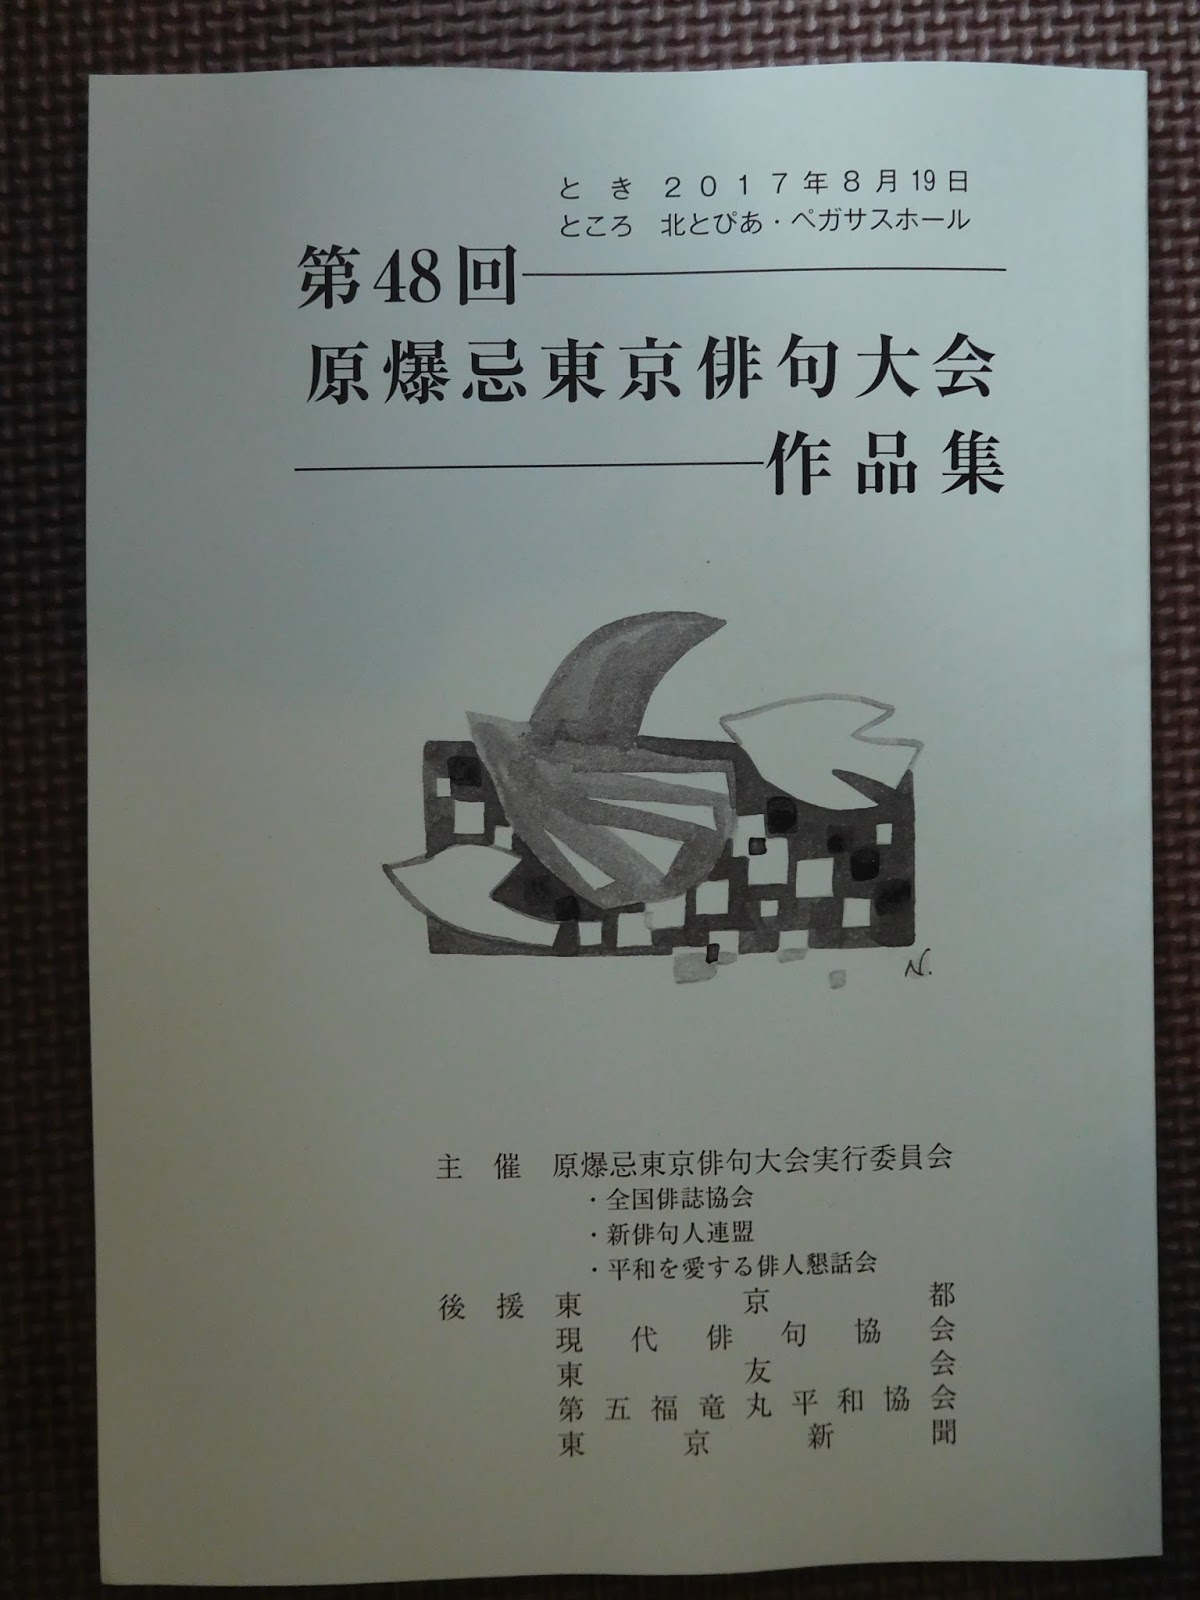 とき ２０１７年８月19日
ところ 北とぴあ・ペガサスホール
第48回
原爆忌東京俳句大会
作品集
N.
主催 原爆忌東京俳句大会実行委員会
・全国俳誌協会
・新俳句人連盟
・平和を愛する俳人懇話会
後援 東京都
現代俳句協会
東友会
第五福竜丸平和協会
東京新聞